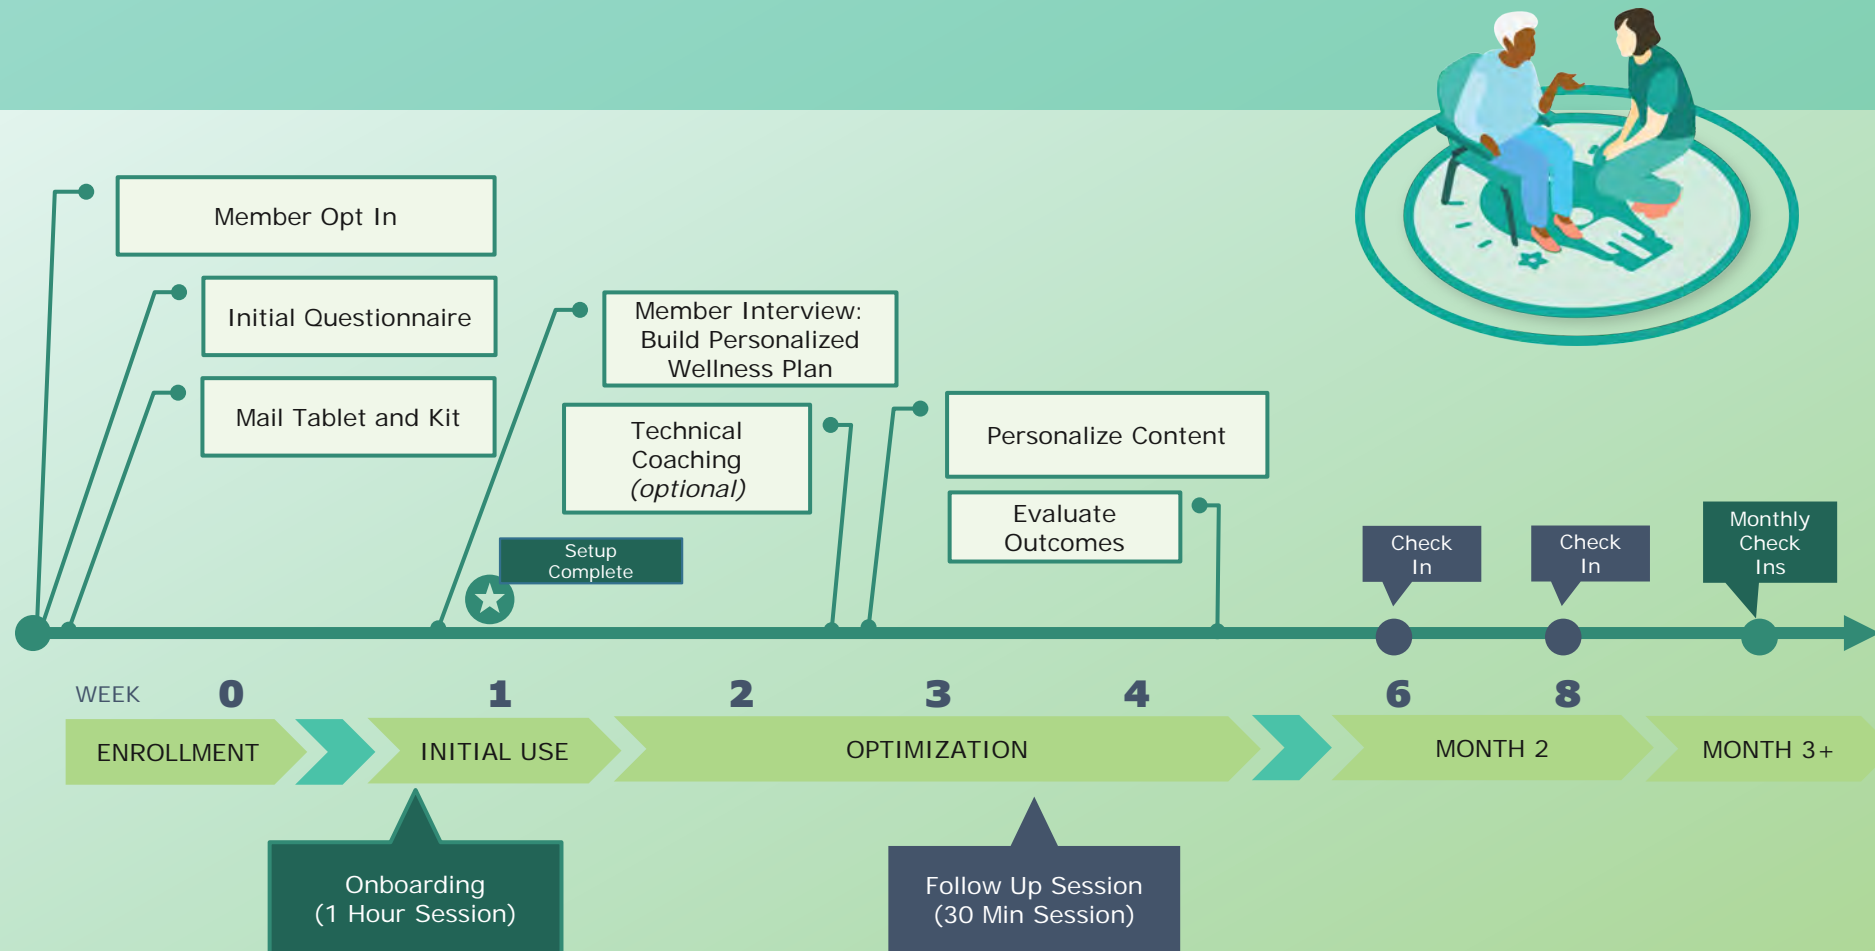 Member Opt In
Initial Questionnaire
Mail Tablet and Kit
Member Interview:
Build Personalized
Wellness Plan
Technical
Coaching
(optional)
Setup
Complete
Personalize Content
Evaluate
Outcomes
Check
In
Check
In
Monthly
Check
Ins
WEEK 0 1 2 3 4 6 8
ENROLLMENT
INITIAL USE
OPTIMIZATION
MONTH 2
MONTH 3+
Onboarding
(1 Hour Session)
Follow Up Session
(30 Min Session)